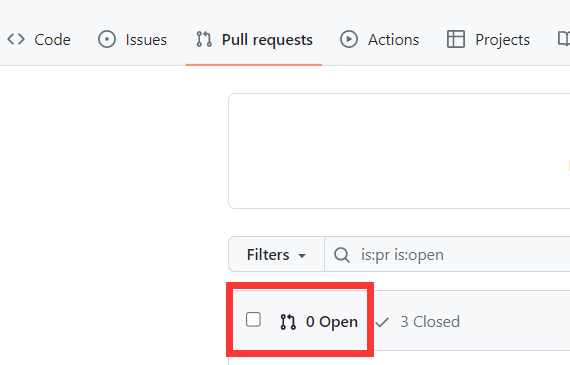 Code Issues Pull requests Actions Projects
Filters is:pr is:open
0 Open 3 Closed